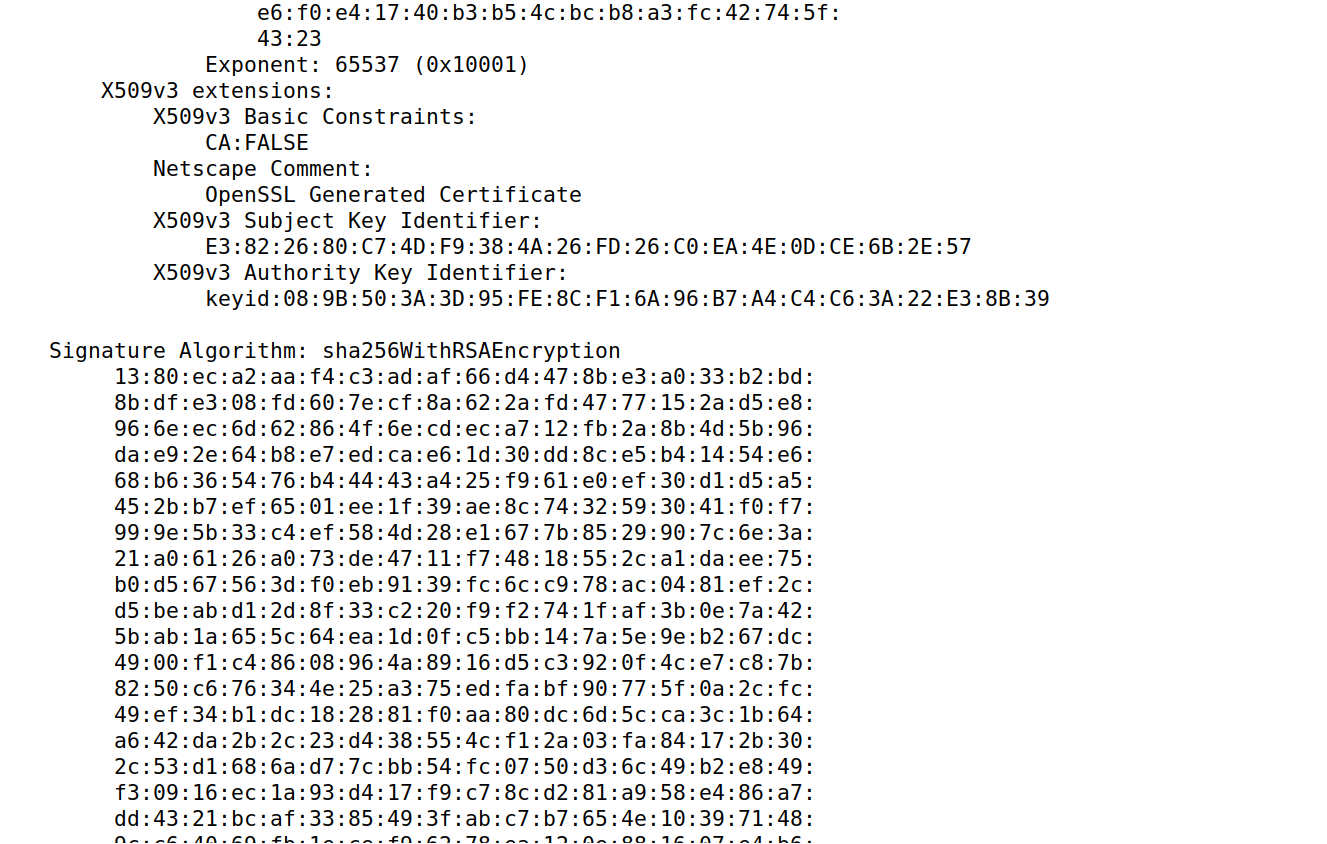 e6:f0:e4:17:40:b3:b5:4c:bc:b8:a3:fc:42:74:5f:
43:23
Exponent: 65537 (0x10001)
X509v3 extensions:
X509v3 Basic Constraints:
CA:FALSE
Netscape Comment:
OpenSSL Generated Certificate
X509v3 Subject Key Identifier:
E3:82:26:80:C7:4D:F9:38:4A:26:FD:26:C0:EA:4E:0D:CE:6B:2E:57
X509v3 Authority Key Identifier:
keyid:08:9B:50:3A:3D:95:FE:8C:F1:6A:96:B7:A4:C4:C6:3A:22:E3:8B:39
Signature Algorithm: sha256WithRSAEncryption
13:80:ec:a2:aa:f4:c3:ad:af:66:d4:47:8b:e3:a0:33:b2:bd:
8b:df:e3:08:fd:60:7e:cf:8a:62:2a:fd:47:77:15:2a:d5:e8:
96:6e:ec:6d:62:86:4f:6e:cd:ec:a7:12:fb:2a:8b:4d:5b:96:
da:e9:2e:64:b8:e7:ed:ca:e6:1d:30:dd:8c:e5:b4:14:54:e6:
68:b6:36:54:76:b4:44:43:a4:25:f9:61:e0:ef:30:d1:d5:a5:
45:2b:b7:ef:65:01:ee:1f:39:ae:8c:74:32:59:30:41:f0:f7:
99:9e:5b:33:c4:ef:58:4d:28:e1:67:7b:85:29:90:7c:6e:3a:
21:a0:61:26:a0:73:de:47:11:f7:48:18:55:2c:a1:da:ee:75:
b0:d5:67:56:3d:f0:eb:91:39:fc:6c:c9:78:ac:04:81:ef:2c:
d5:be:ab:d1:2d:8f:33:c2:20:f9:f2:74:1f:af:3b:0e:7a:42:
5b:ab:1a:65:5c:64:ea:1d:0f:c5:bb:14:7a:5e:9e:b2:67:dc:
49:00:f1:c4:86:08:96:4a:89:16:d5:c3:92:0f:4c:e7:c8:7b:
82:50:c6:76:34:4e:25:a3:75:ed:fa:bf:90:77:5f:0a:2c:fc:
49:ef:34:b1:dc:18:28:81:f0:aa:80:dc:6d:5c:ca:3c:1b:64:
a6:42:da:2b:2c:23:d4:38:55:4c:f1:2a:03:fa:84:17:2b:30:
2c:53:d1:68:6a:d7:7c:bb:54:fc:07:50:d3:6c:49:b2:e8:49:
f3:09:16:ec:1a:93:d4:17:f9:c7:8c:d2:81:a9:58:e4:86:a7:
dd:43:21:bc:af:33:85:49:3f:ab:c7:b7:65:4e:10:39:71:48: